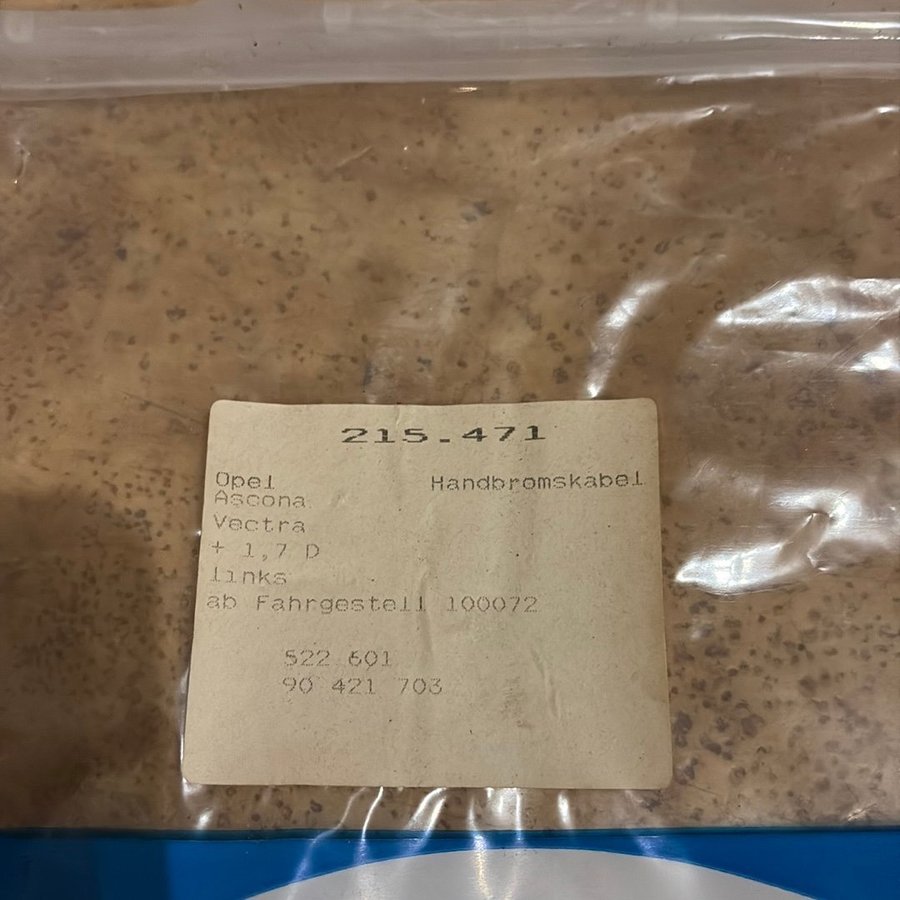 215.471
Opel Handbromskabel
Ascona
Vectra
+ 1,7 D
links
ab Fahrgestell 100072
522 601
90 421 703